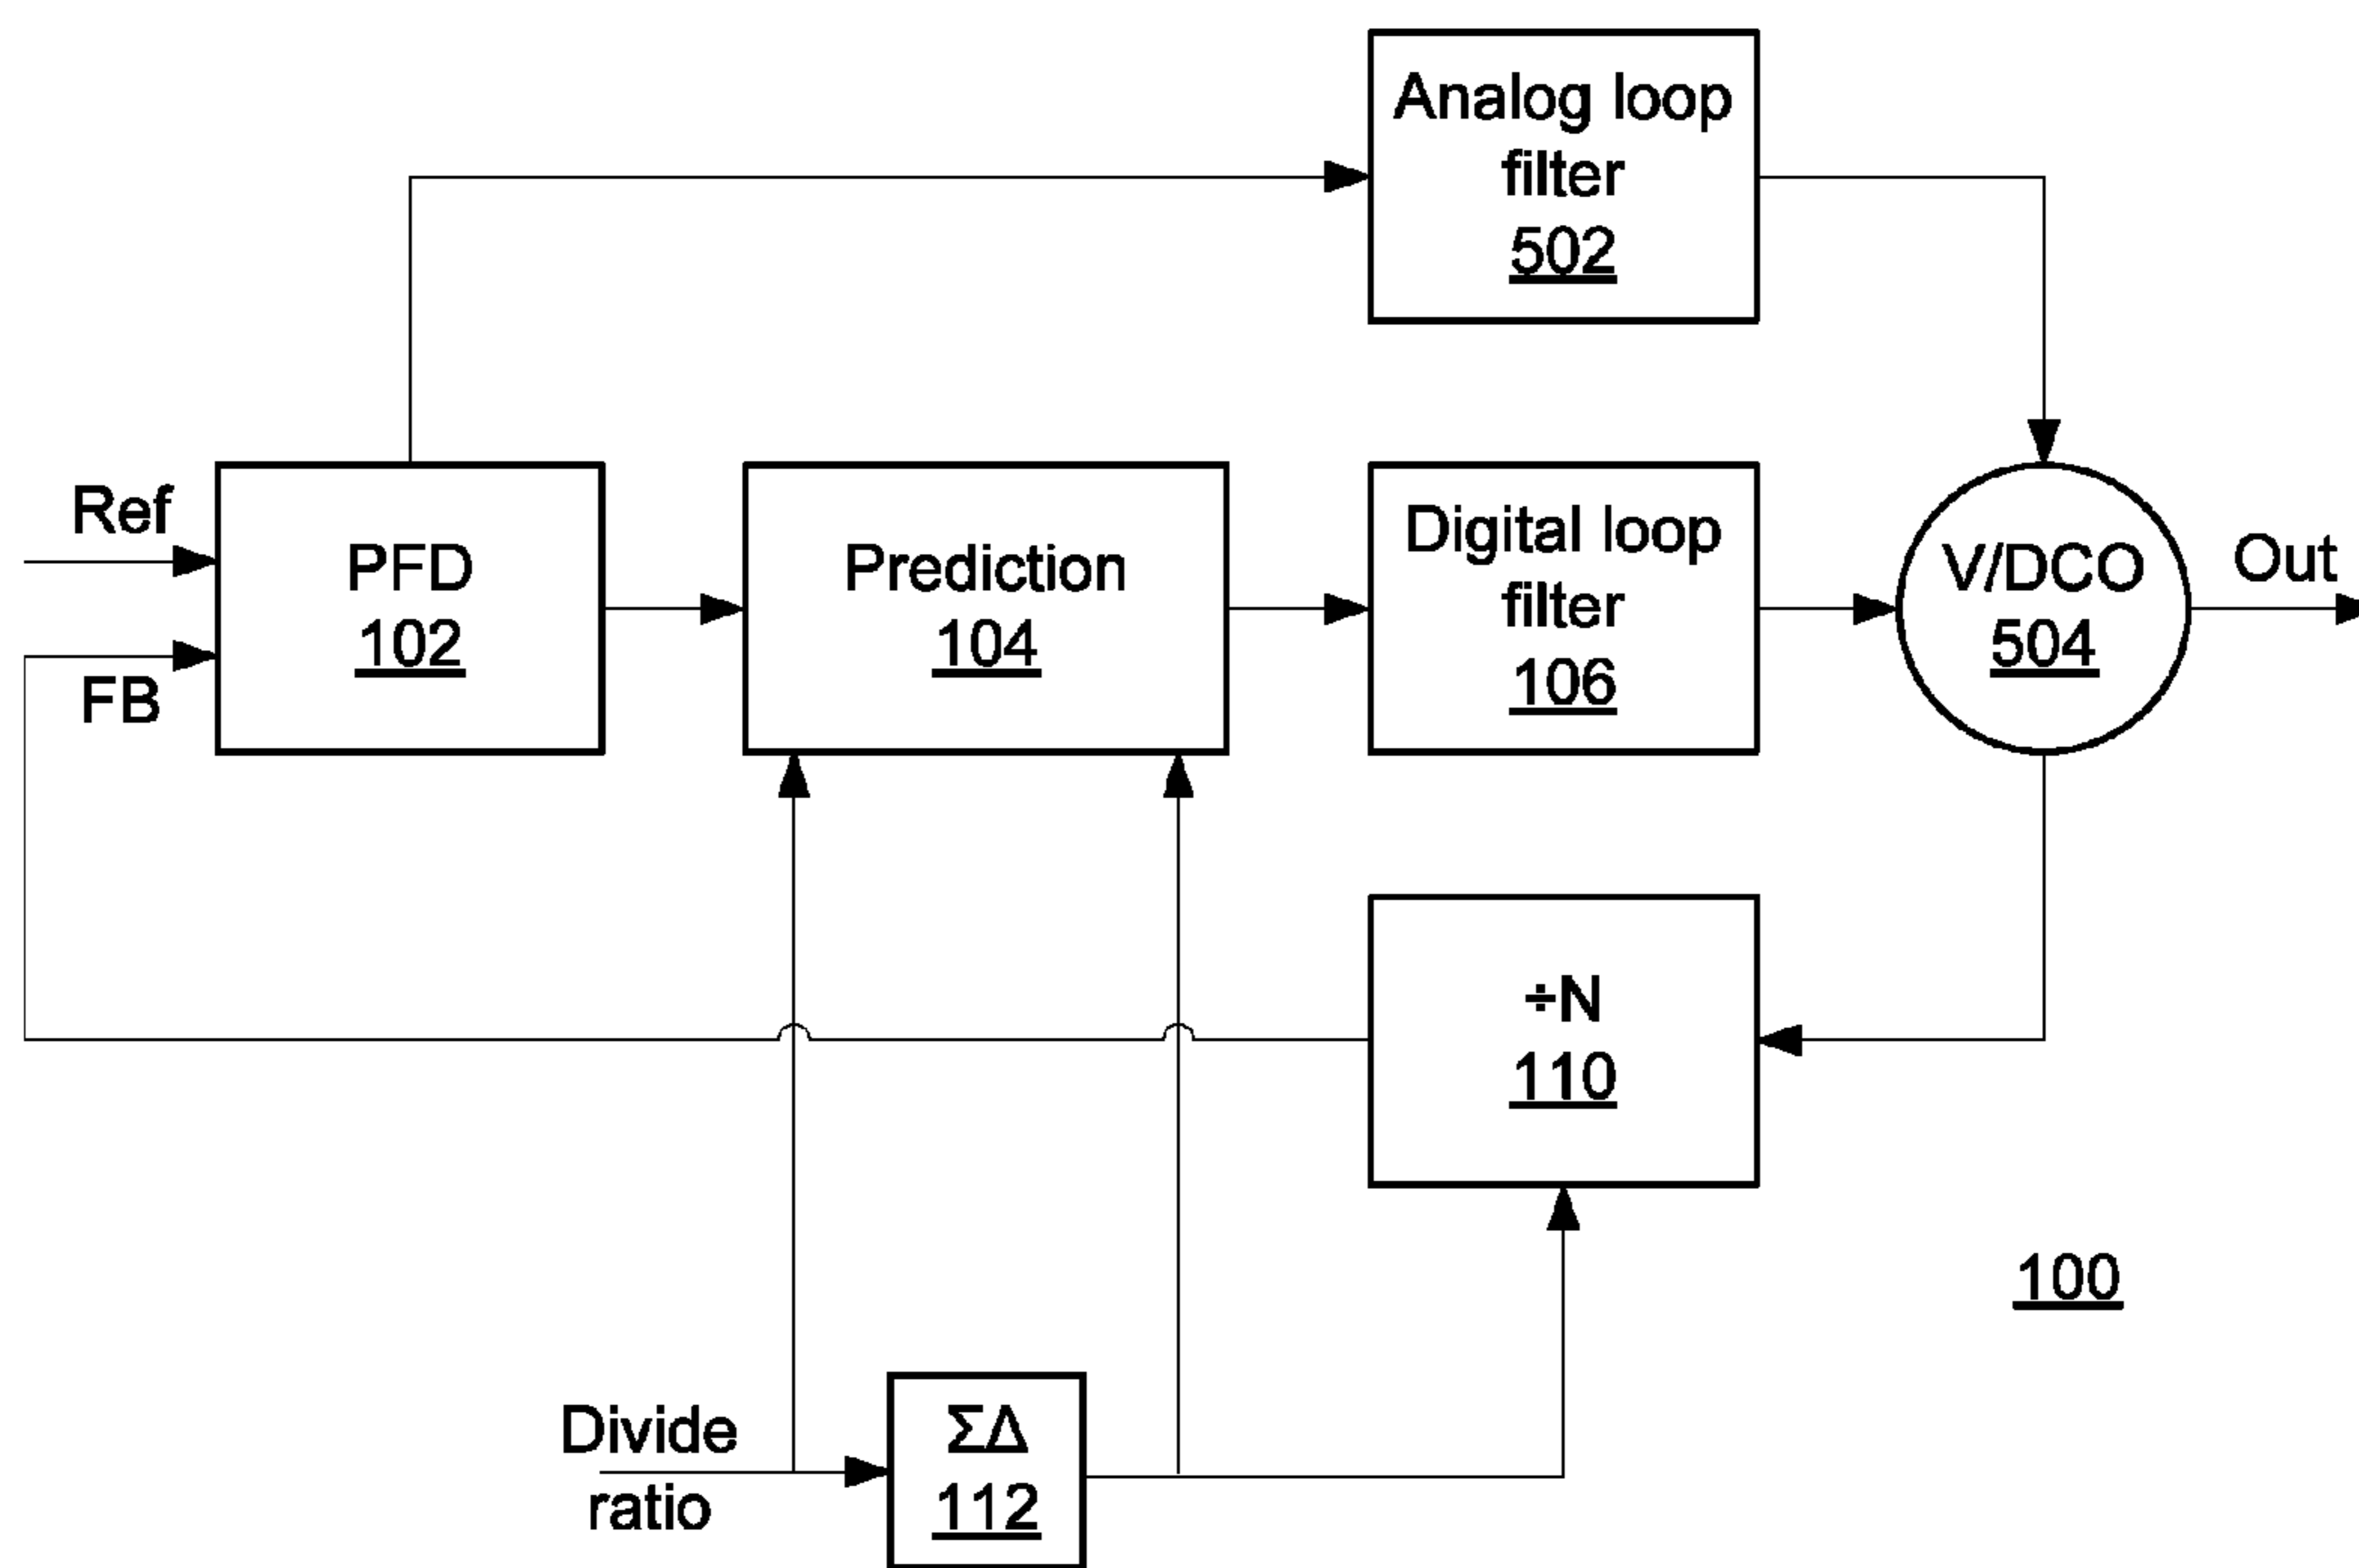 Analog loop
filter
502
Ref
FB
PFD
102
Prediction
104
Digital loop
filter
106
V/DCO
504
Out
÷N
110
100
Divide
ratio
ΣΔ
112